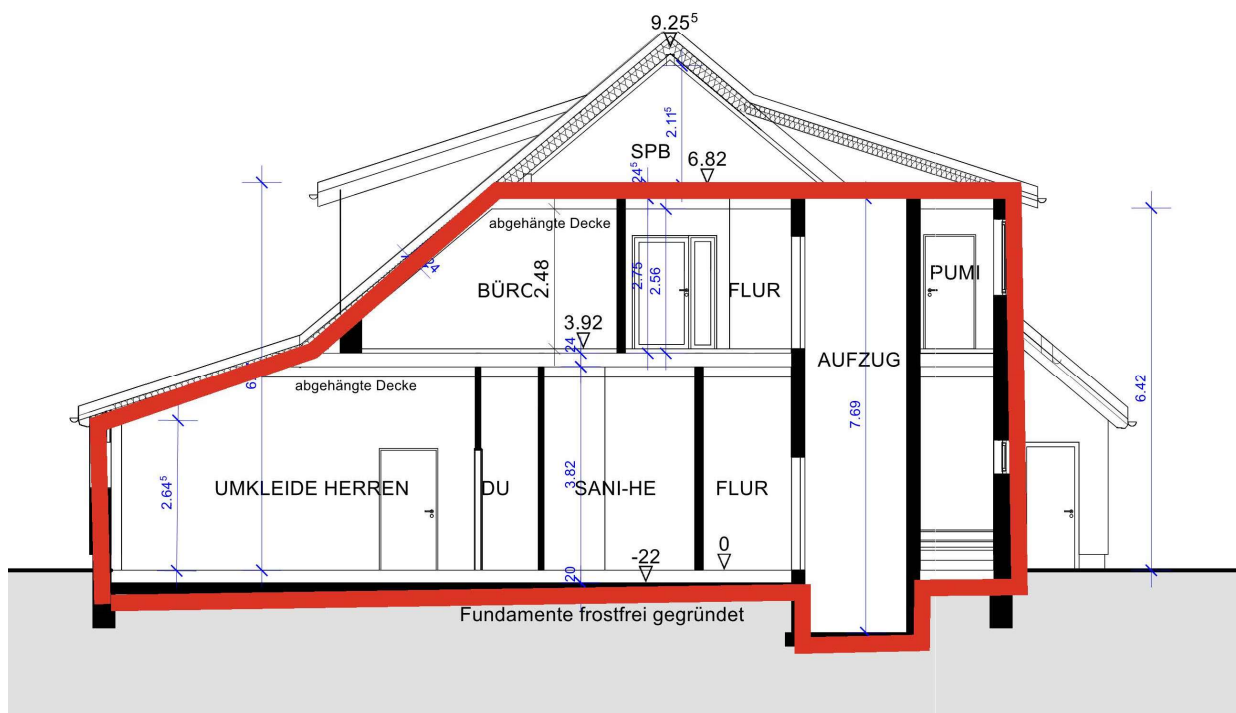 9.25⁵
2.11⁵
SPB
6.82
24⁵
abgehängte Decke
2.48
2.75
2.56
BÜRO
FLUR
PUMI
3.92
24
abgehängte Decke
AUFZUG
6.42
7.69
2.64⁵
UMKLEIDE HERREN
DU
3.82
SANI-HE
FLUR
0
-22
20
Fundamente frostfrei gegründet